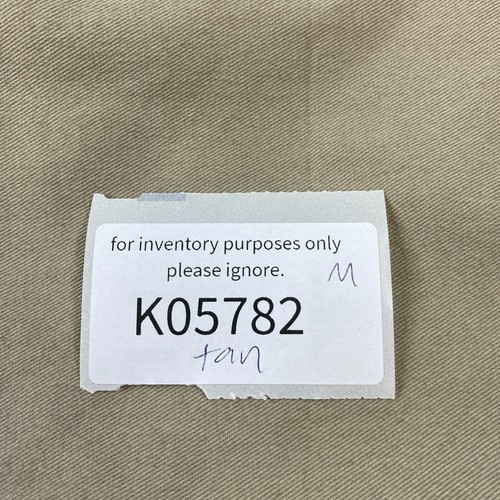 for inventory purposes only
please ignore.
M
K05782
tan